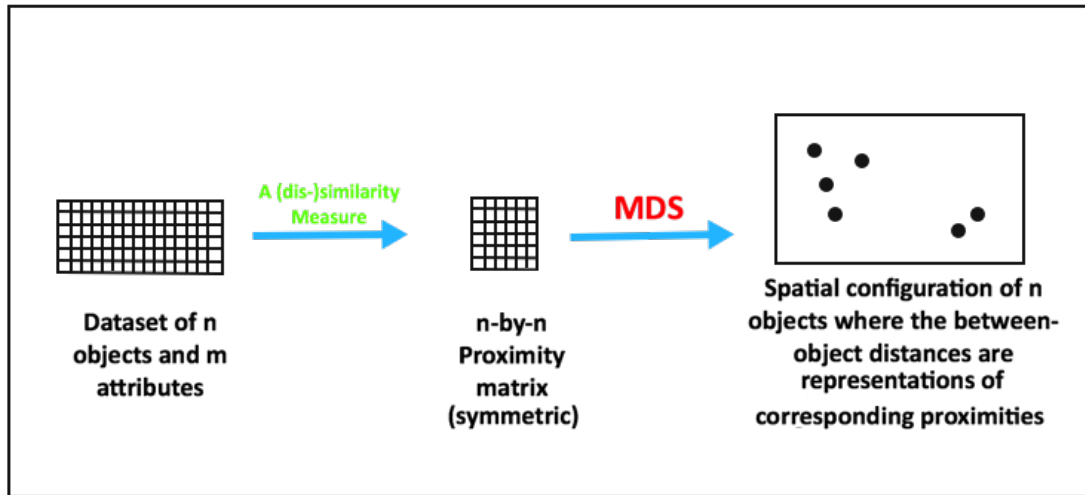 A (dis-)similarity
Measure
MDS
Dataset of n
objects and m
attributes
n-by-n
Proximity
matrix
(symmetric)
Spatial configuration of n
objects where the between-
object distances are
representations of
corresponding proximities